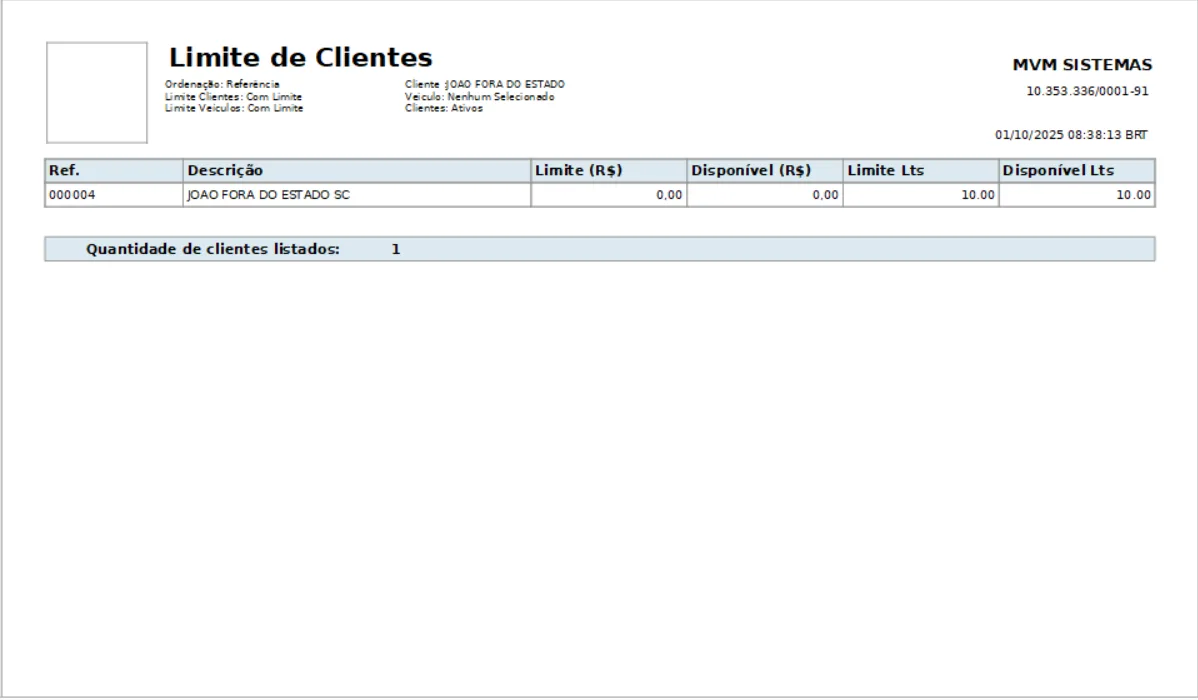 Limite de Clientes
MVM SISTEMAS
Ordenação: Referência Cliente :JOAO FORA DO ESTADO
10.353.336/0001-91
Limite Clientes: Com Limite Veiculo: Nenhum Selecionado
Limite Veiculos: Com Limite Clientes: Ativos
01/10/2025 08:38:13 BRT
Ref. Descrição Limite (R$) Disponível (R$) Limite Lts Disponível Lts
000004 JOAO FORA DO ESTADO SC 0,00 0,00 10.00 10.00
Quantidade de clientes listados: 1